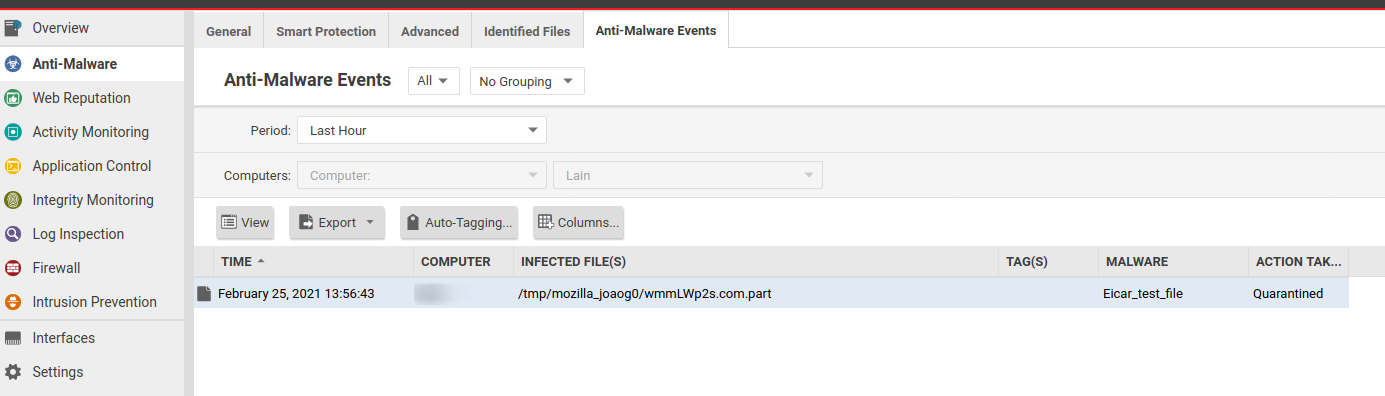 Overview
Anti-Malware
Web Reputation
Activity Monitoring
Application Control
Integrity Monitoring
Log Inspection
Firewall
Intrusion Prevention
Interfaces
Settings
General Smart Protection Advanced Identified Files Anti-Malware Events
Anti-Malware Events All No Grouping
Period: Last Hour
Computers: Computer: Lain
View Export Auto-Tagging... Columns...
TIME COMPUTER INFECTED FILE(S) TAG(S) MALWARE ACTION TAK...
February 25, 2021 13:56:43 /tmp/mozilla_joaog0/wmmLWp2s.com.part Eicar_test_file Quarantined